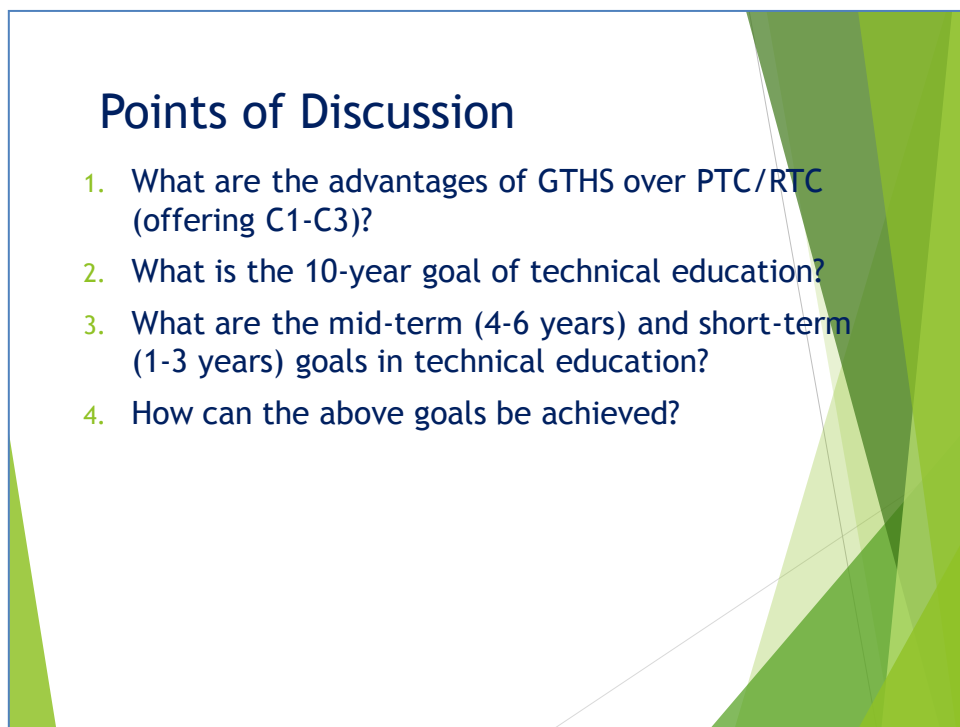 Points of Discussion
1. What are the advantages of GTHS over PTC/RTC
(offering C1-C3)?
2. What is the 10-year goal of technical education?
3. What are the mid-term (4-6 years) and short-term
(1-3 years) goals in technical education?
4. How can the above goals be achieved?